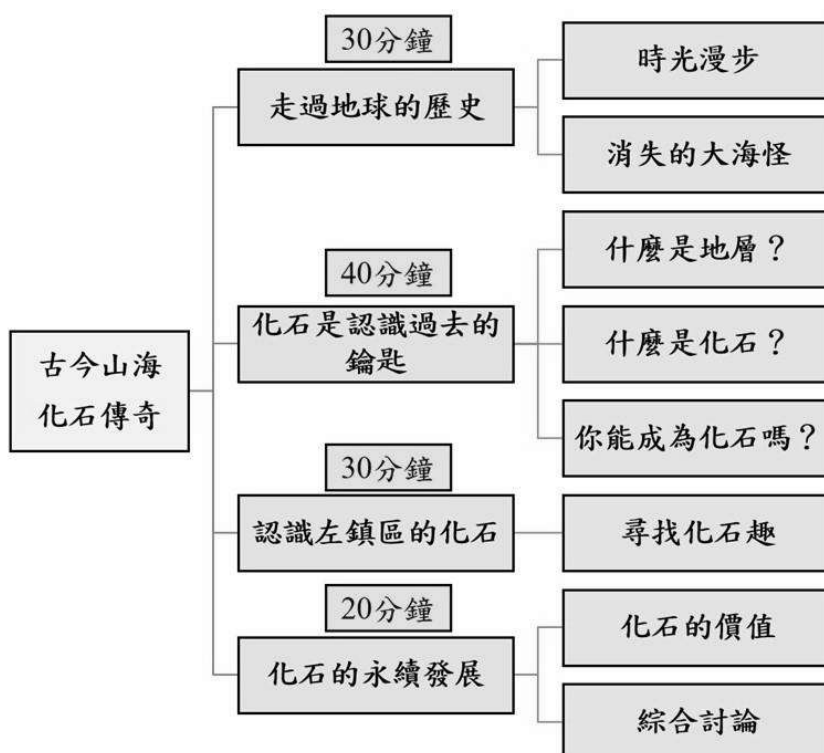 古今山海
化石傳奇
30分鐘
走過地球的歷史
時光漫步
消失的大海怪
40分鐘
化石是認識過去的
鑰匙
什麼是地層？
什麼是化石？
你能成為化石嗎？
30分鐘
認識左鎮區的化石
尋找化石趣
20分鐘
化石的永續發展
化石的價值
綜合討論